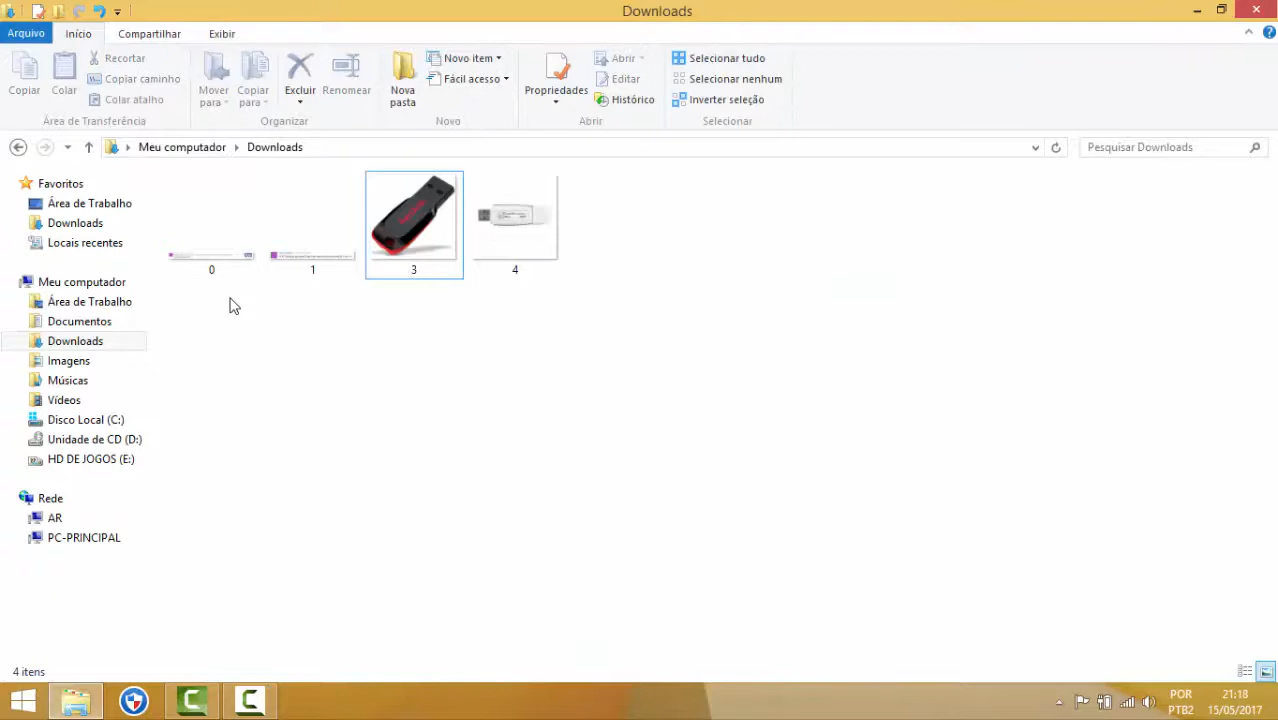 Downloads
Arquivo Início Compartilhar Exibir
Copiar
Colar
Recortar
Copiar caminho
Colar atalho
Mover para
Copiar para
Excluir
Renomear
Nova pasta
Novo item
Fácil acesso
Propriedades
Abrir
Editar
Histórico
Selecionar tudo
Selecionar nenhum
Inverter seleção
Área de Transferência Organizar Novo Abrir Selecionar
Meu computador Downloads Pesquisar Downloads
Favoritos
Área de Trabalho
Downloads
Locais recentes
Meu computador
Área de Trabalho
Documentos
Downloads
Imagens
Músicas
Vídeos
Disco Local (C:)
Unidade de CD (D:)
HD DE JOGOS (E:)
Rede
AR
PC-PRINCIPAL
0 1 3 4
4 itens
POR 21:18
PTB2 15/05/2017